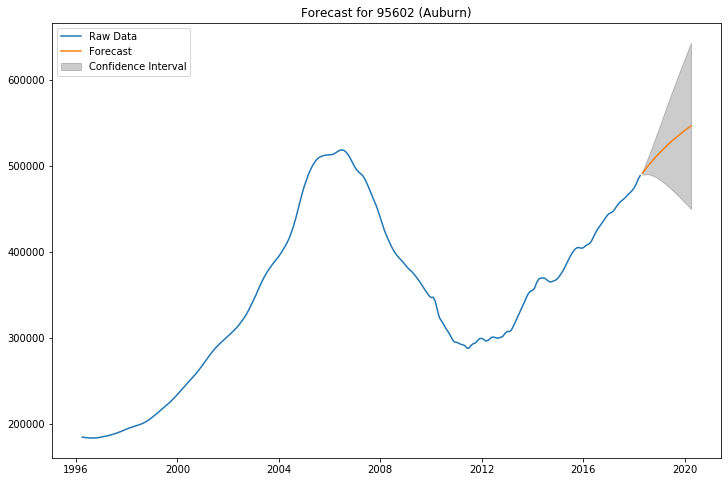 Forecast for 95602 (Auburn)
Raw Data
Forecast
Confidence Interval
600000
500000
400000
300000
200000
1996 2000 2004 2008 2012 2016 2020